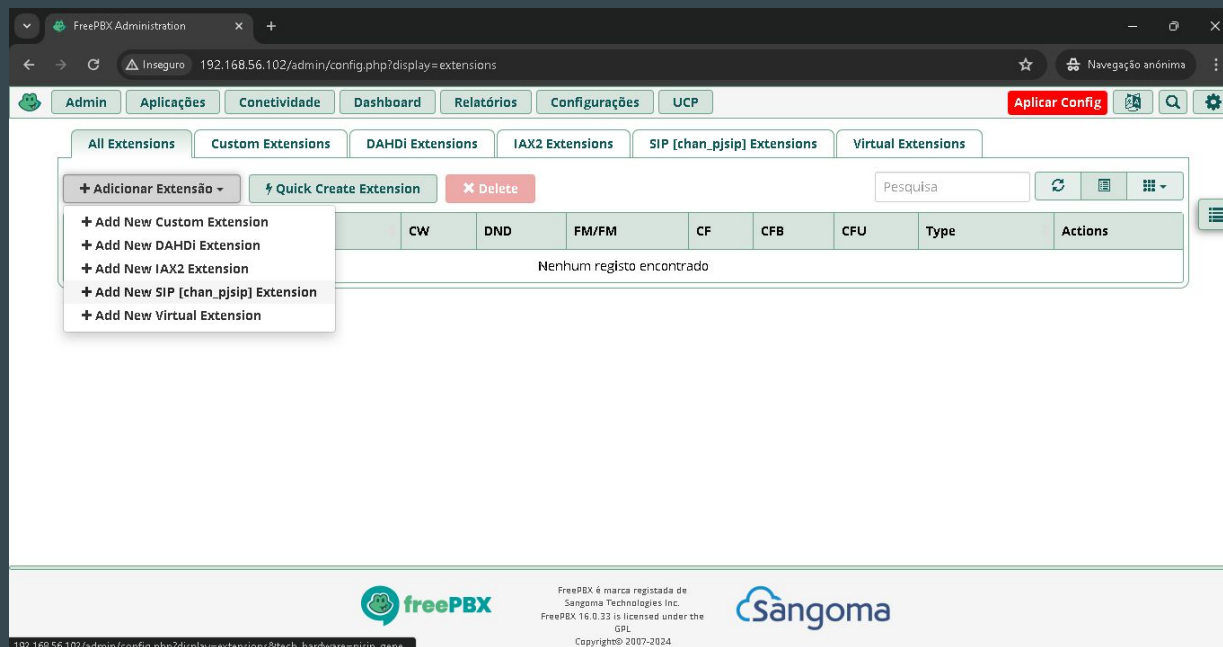 FreePBX Administration
Inseguro 192.168.56.102/admin/config.php?display=extensions Navegação anónima
Admin Aplicações Conetividade Dashboard Relatórios Configurações UCP Aplicar Config
All Extensions Custom Extensions DAHDi Extensions IAX2 Extensions SIP [chan_pjsip] Extensions Virtual Extensions
+ Adicionar Extensão Quick Create Extension Delete Pesquisa
CW DND FM/FM CF CFB CFU Type Actions
Nenhum registo encontrado
+ Add New Custom Extension
+ Add New DAHDi Extension
+ Add New IAX2 Extension
+ Add New SIP [chan_pjsip] Extension
+ Add New Virtual Extension
freePBX
FreePBX é marca registada de
Sangoma Technologies Inc.
FreePBX 16.0.33 is licensed under the
GPL
Copyright© 2007-2024
Sangoma